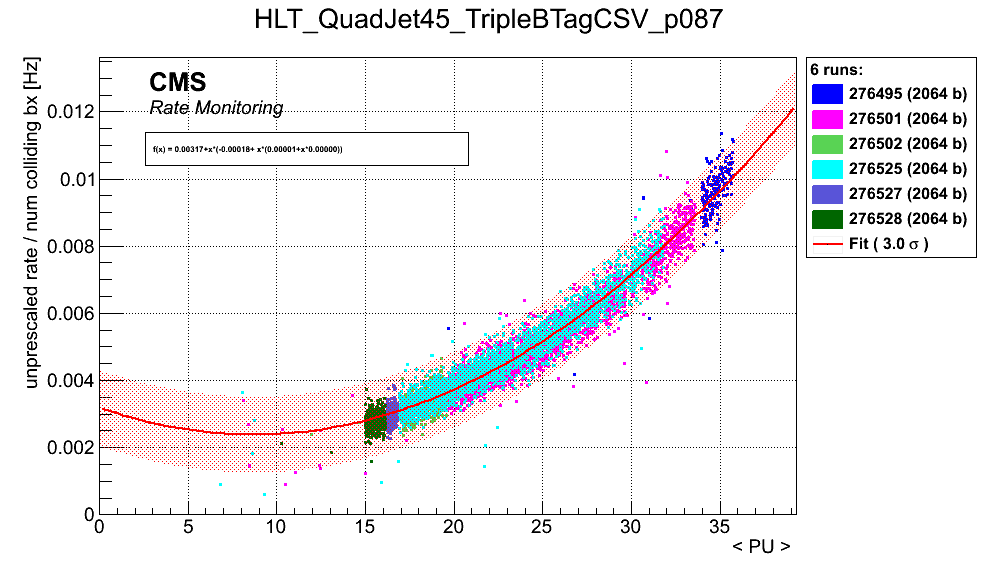 HLT_QuadJet45_TripleBTagCSV_p087
CMS
Rate Monitoring
f(x) = 0.00317+x*(-0.00018+ x*(0.00001+x*0.00000))
unprescaled rate / num colliding bx [Hz]
0.012
0.01
0.008
0.006
0.004
0.002
0
0 5 10 15 20 25 30 35
< PU >
6 runs:
276495 (2064 b)
276501 (2064 b)
276502 (2064 b)
276525 (2064 b)
276527 (2064 b)
276528 (2064 b)
Fit ( 3.0 σ )